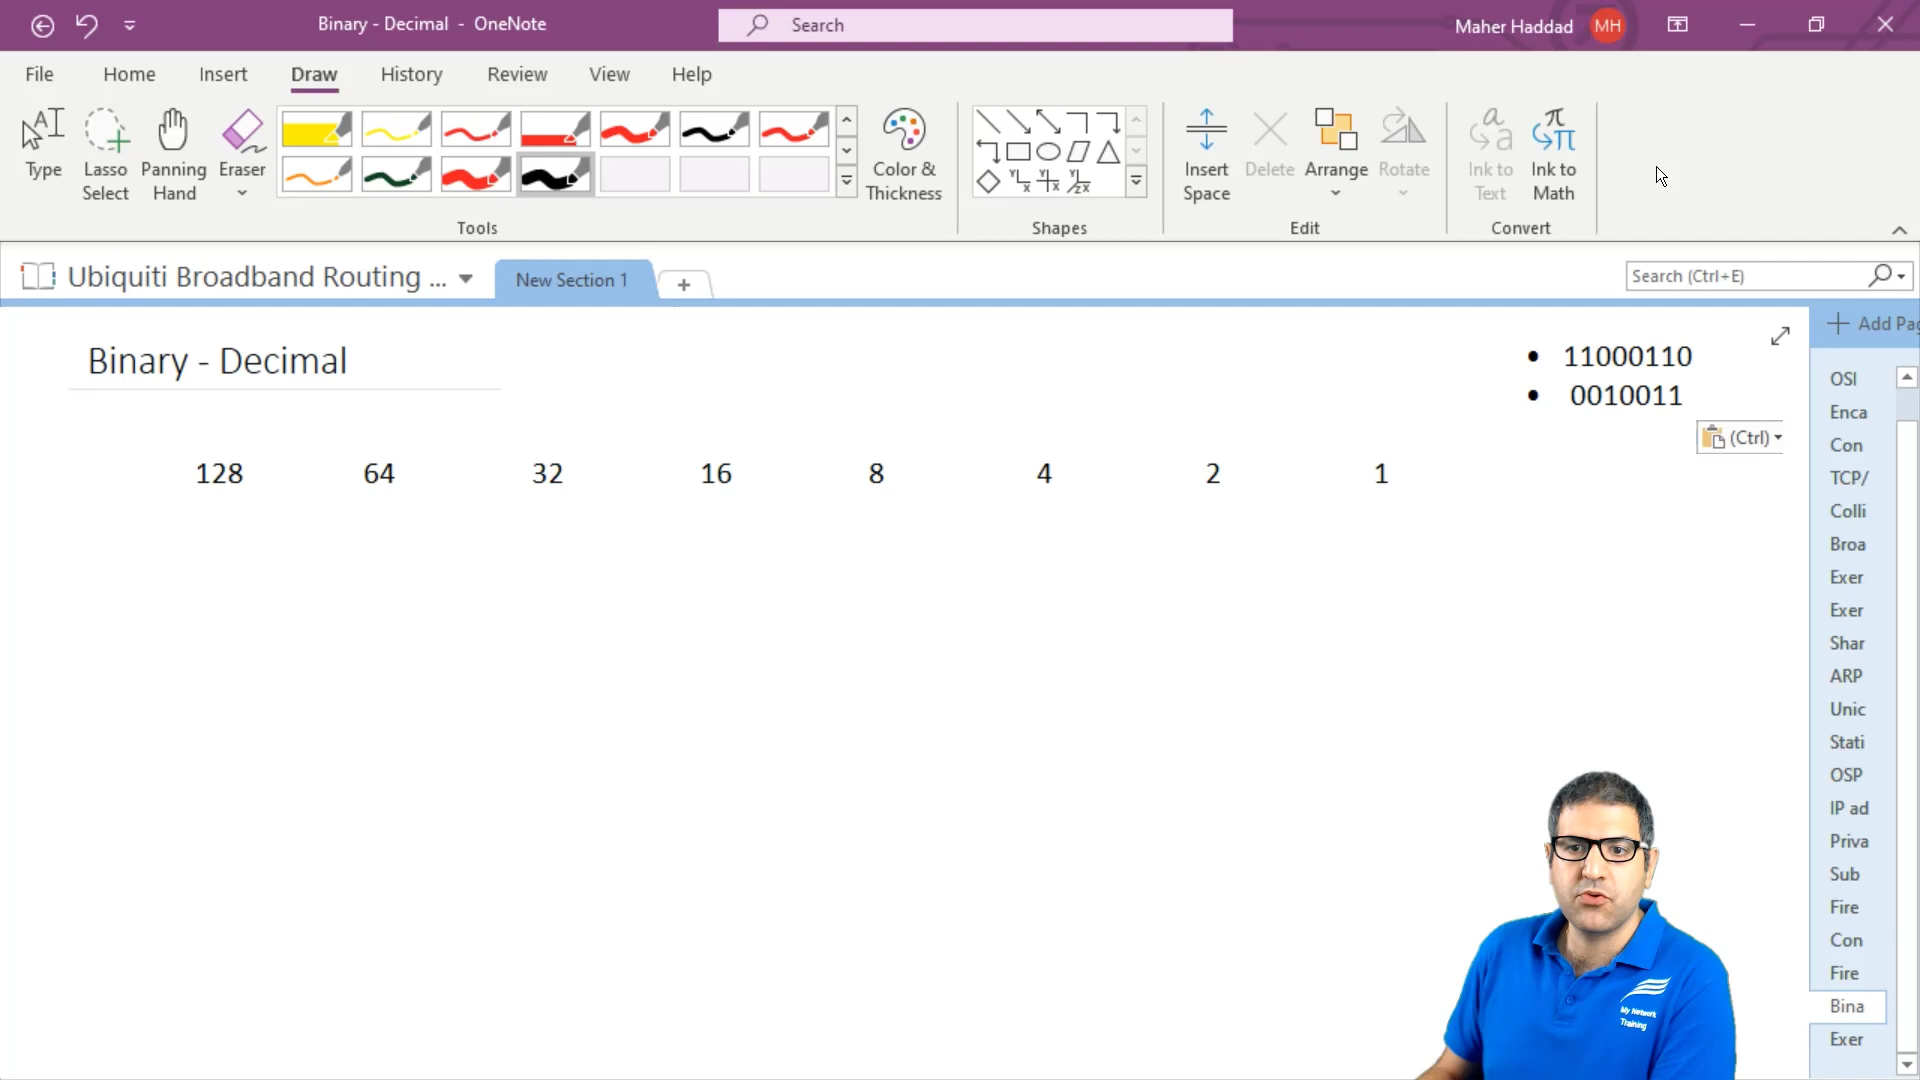 Binary - Decimal - OneNote
Search
Maher Haddad
MH
File Home Insert Draw History Review View Help
Type
Lasso Select
Panning Hand
Eraser
Color & Thickness
Insert Space
Delete
Arrange
Rotate
Ink to Text
Ink to Math
Tools
Shapes
Edit
Convert
Ubiquiti Broadband Routing ...
New Section 1
Search (Ctrl+E)
Add Pag
Binary - Decimal
• 11000110
• 0010011
(Ctrl)
128 64 32 16 8 4 2 1
OSI
Enca
Con
TCP/
Colli
Broa
Exer
Exer
Shar
ARP
Unic
Stati
OSP
IP ad
Priva
Sub
Fire
Con
Fire
Bina
Exer
My Network
Training